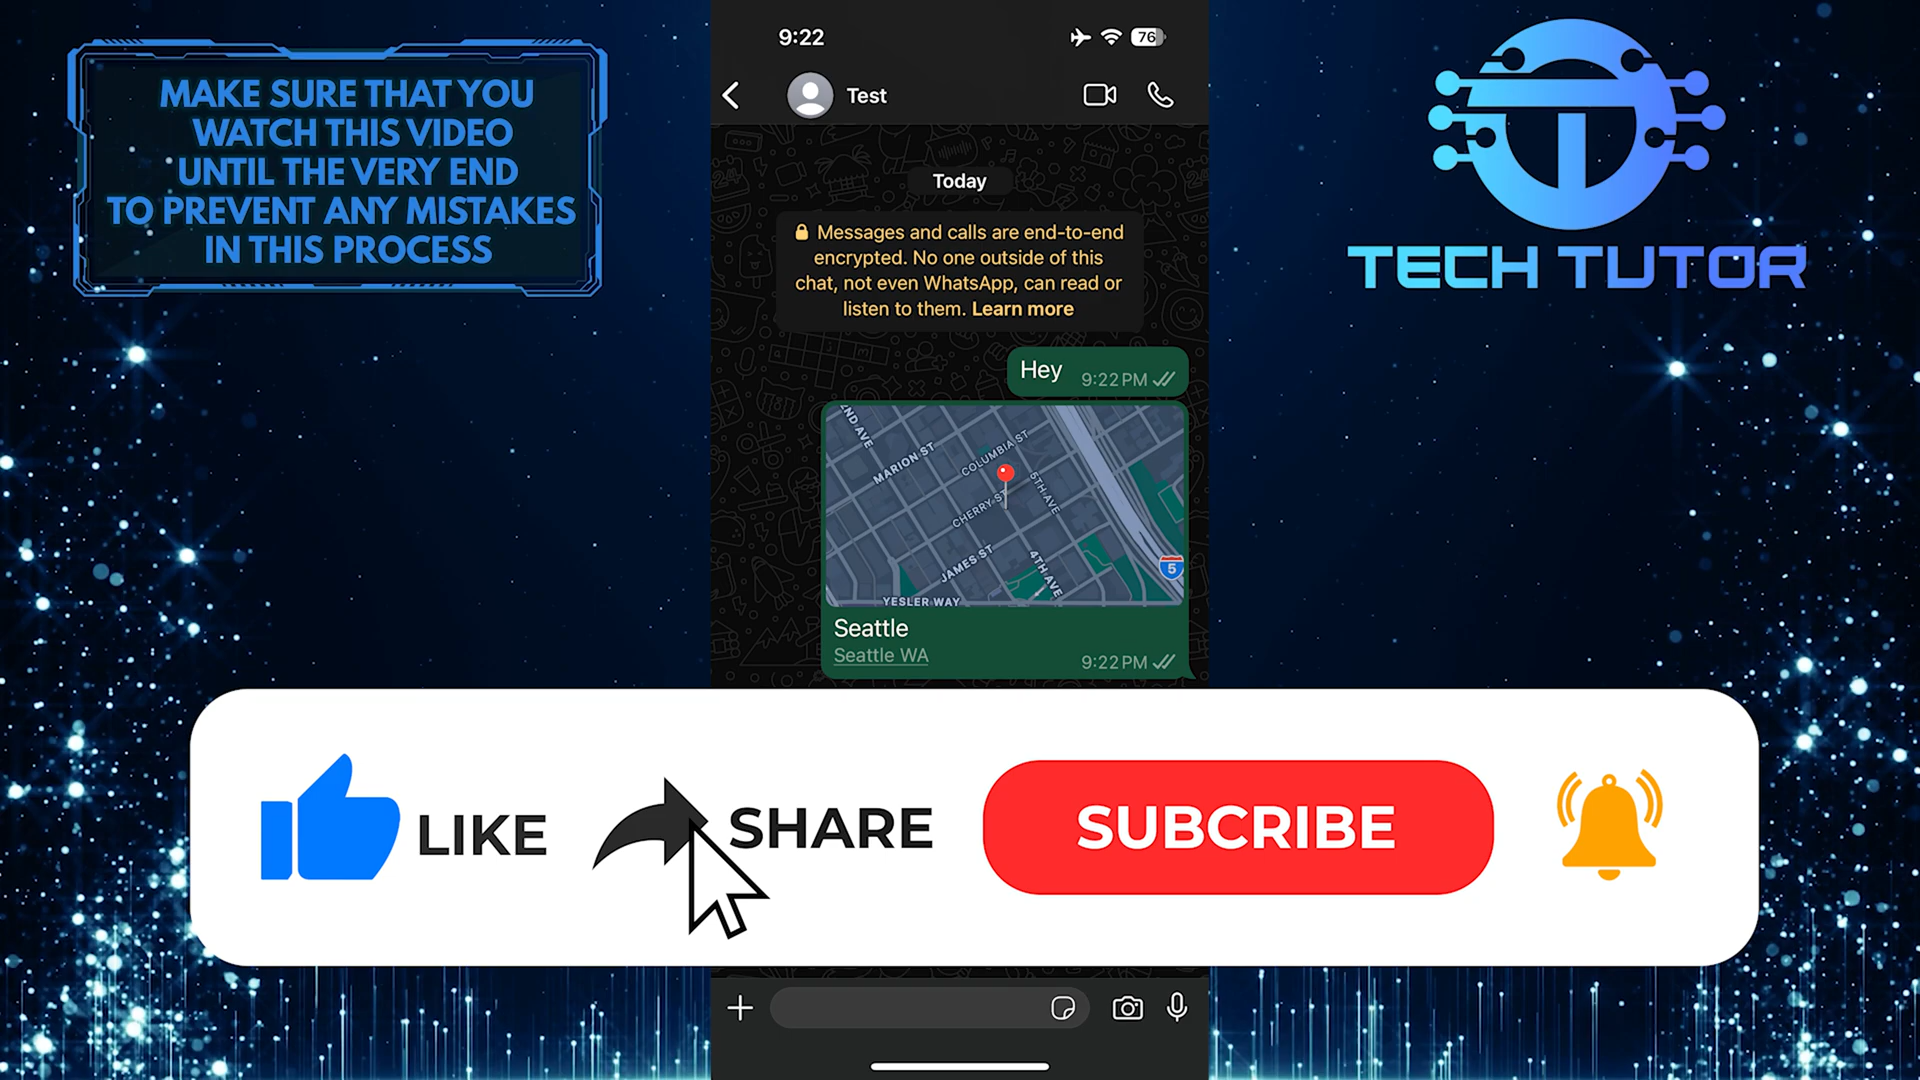 MAKE SURE THAT YOU
WATCH THIS VIDEO
UNTIL THE VERY END
TO PREVENT ANY MISTAKES
IN THIS PROCESS
9:22
76
Test
Today
Messages and calls are end-to-end
encrypted. No one outside of this
chat, not even WhatsApp, can read or
listen to them. Learn more
Hey 9:22 PM
2ND AVE
MARION ST
COLUMBIA ST
5TH AVE
CHERRY ST
JAMES ST
4TH AVE
5
YESLER WAY
Seattle
Seattle WA
9:22 PM
TECH TUTOR
LIKE
SHARE
SUBCRIBE